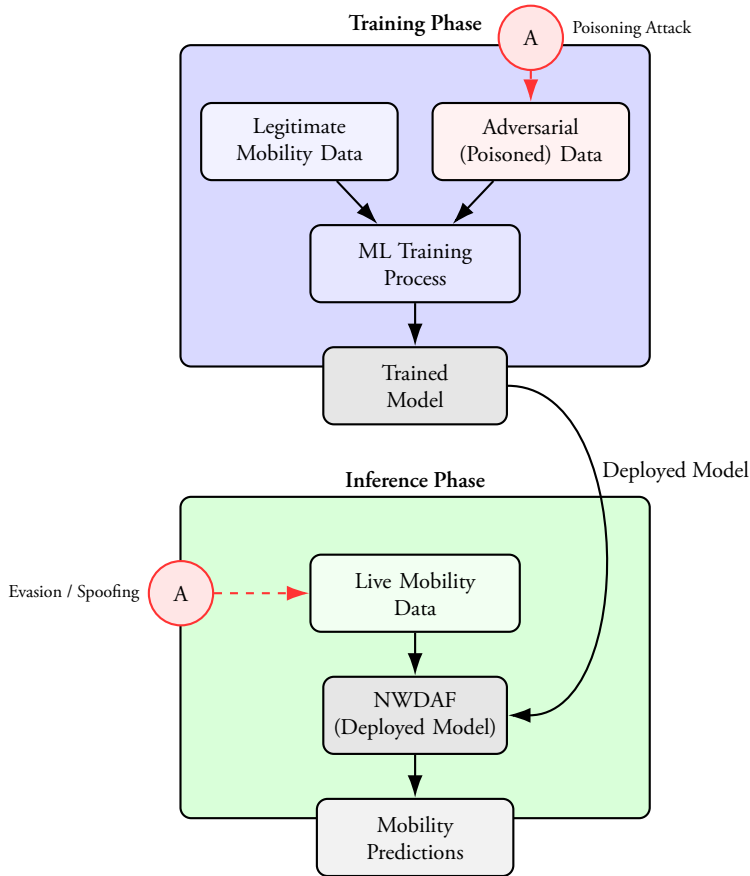 Training Phase
A
Poisoning Attack
Legitimate
Mobility Data
Adversarial
(Poisoned) Data
ML Training
Process
Trained
Model
Deployed Model
Inference Phase
Evasion / Spoofing
A
Live Mobility
Data
NWDAF
(Deployed Model)
Mobility
Predictions